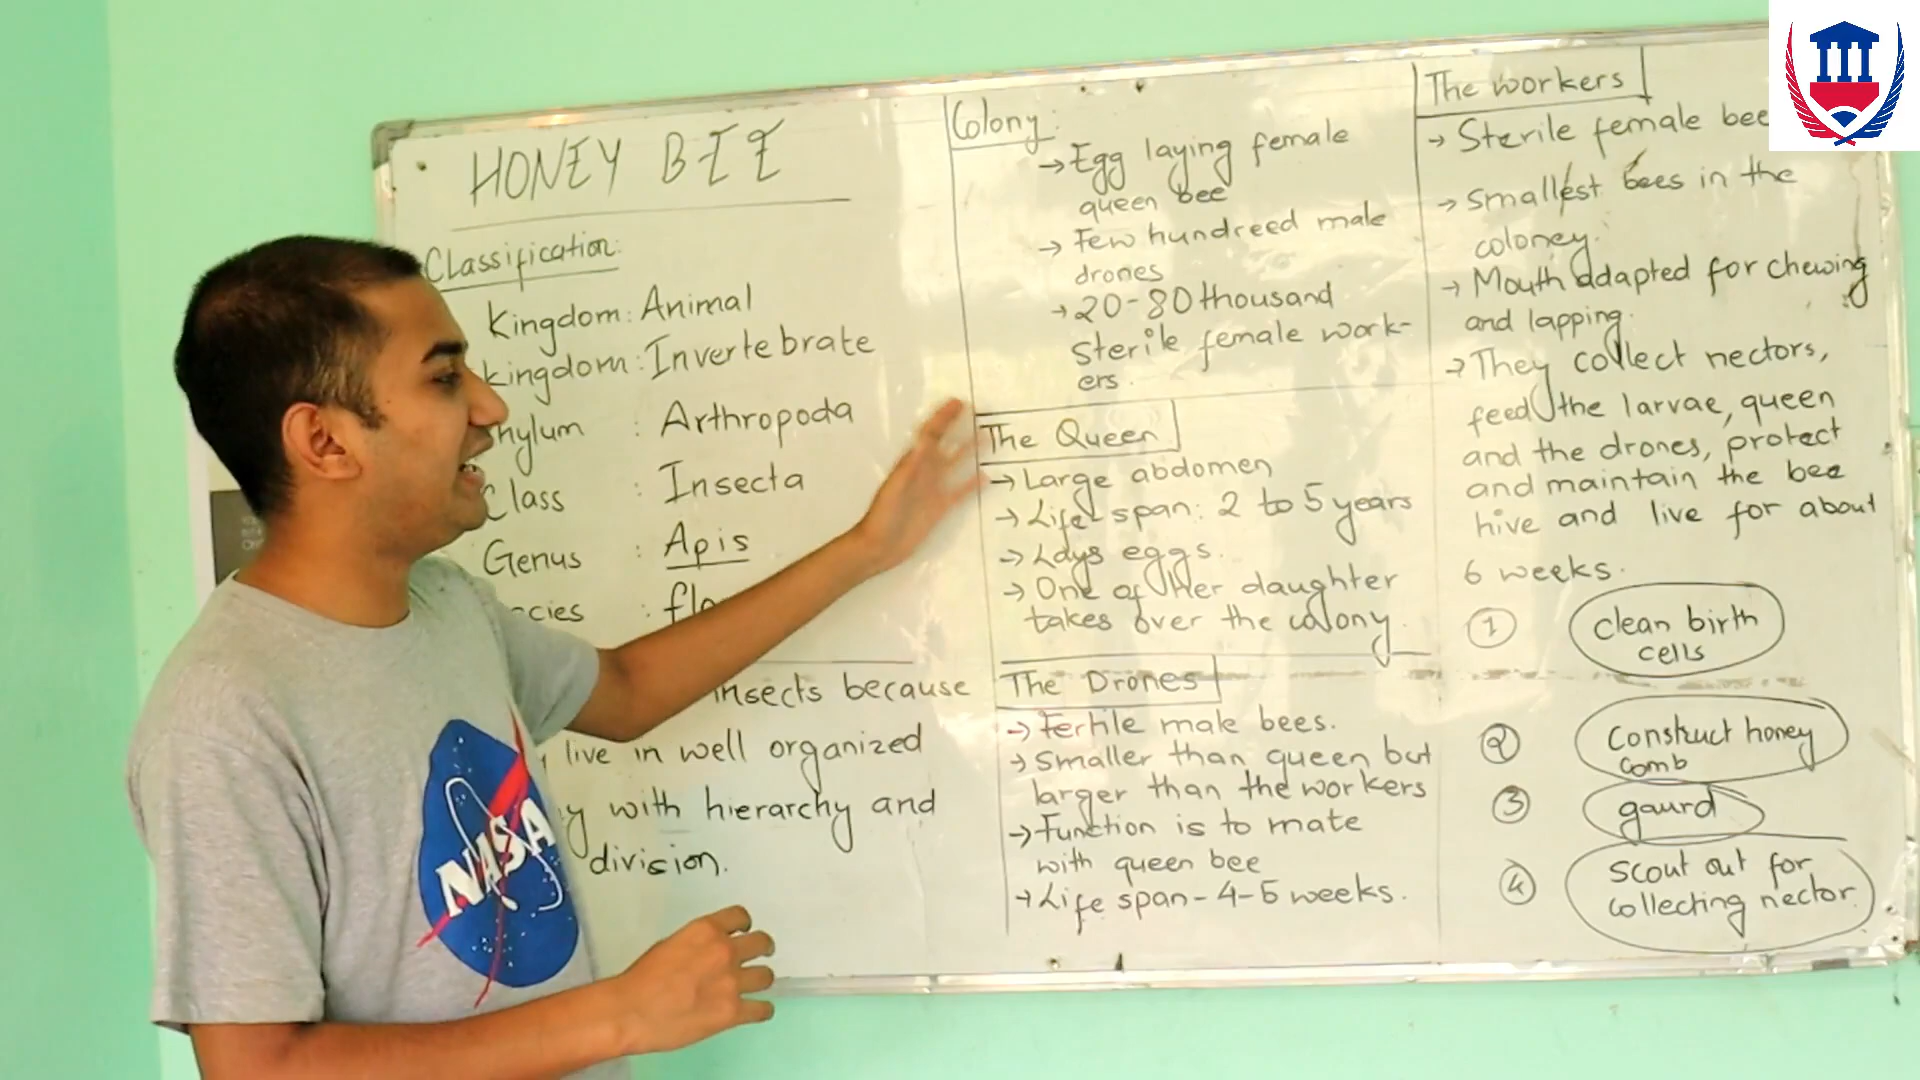 HONEY BEE
Classification:
Kingdom: Animal
kingdom: Invertebrate
hylum : Arthropoda
Class : Insecta
Genus : Apis
cies :
insects because
live in well organized
y with hierarchy and
division.
Colony:
→ Egg laying female
queen bee
→ Few hundreed male
drones
→ 20-80 thousand
sterile female work-
ers.
The Queen
→ Large abdomen
→ Life span: 2 to 5 years
→ Lays eggs.
→ One of Her daughter
takes over the colony.
The Drones
→ Fertile male bees.
→ Smaller than queen but
larger than the workers
→ Function is to mate
with queen bee
→ Life span - 4-5 weeks.
The workers
→ Sterile female bee
→ Smallest bees in the
coloney.
→ Mouth adapted for chewing
and lapping.
→ They collect nectors,
feed the larvae, queen
and the drones, protect
and maintain the bee
hive and live for about
6 weeks.
1 clean birth
cells
2 Construct honey
comb
3 gaurd
4 Scout out for
collecting nector.
NASA